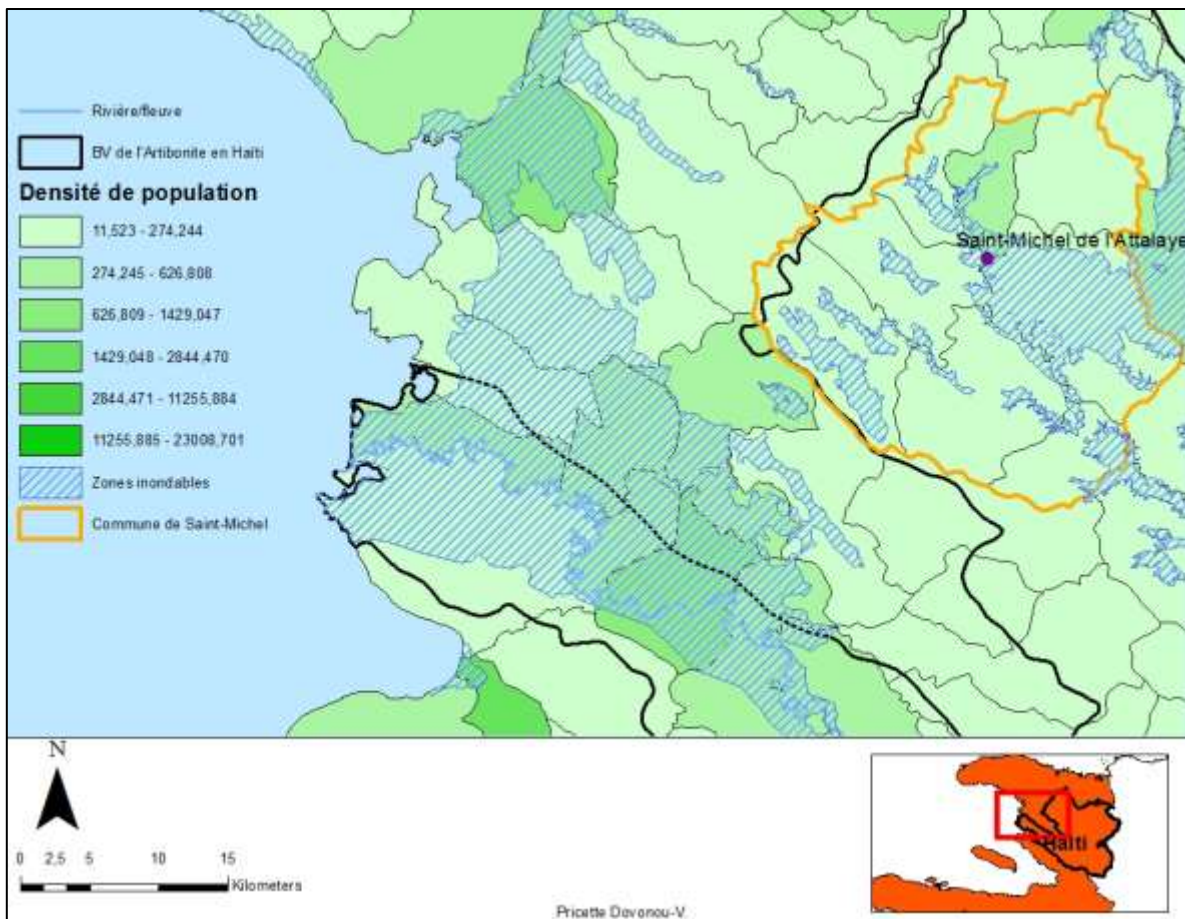 Rivière/fleuve
BV de l'Artibonite en Haïti
Densité de population
11,523 - 274,244
274,245 - 626,808
626,809 - 1429,047
1429,048 - 2844,470
2844,471 - 11255,884
11255,885 - 23008,701
Zones inondables
Commune de Saint-Michel
Saint-Michel de l'Attalaye
N
0 2,5 5 10 15
Kilometers
Haïti
Pricette Dovonou-V.